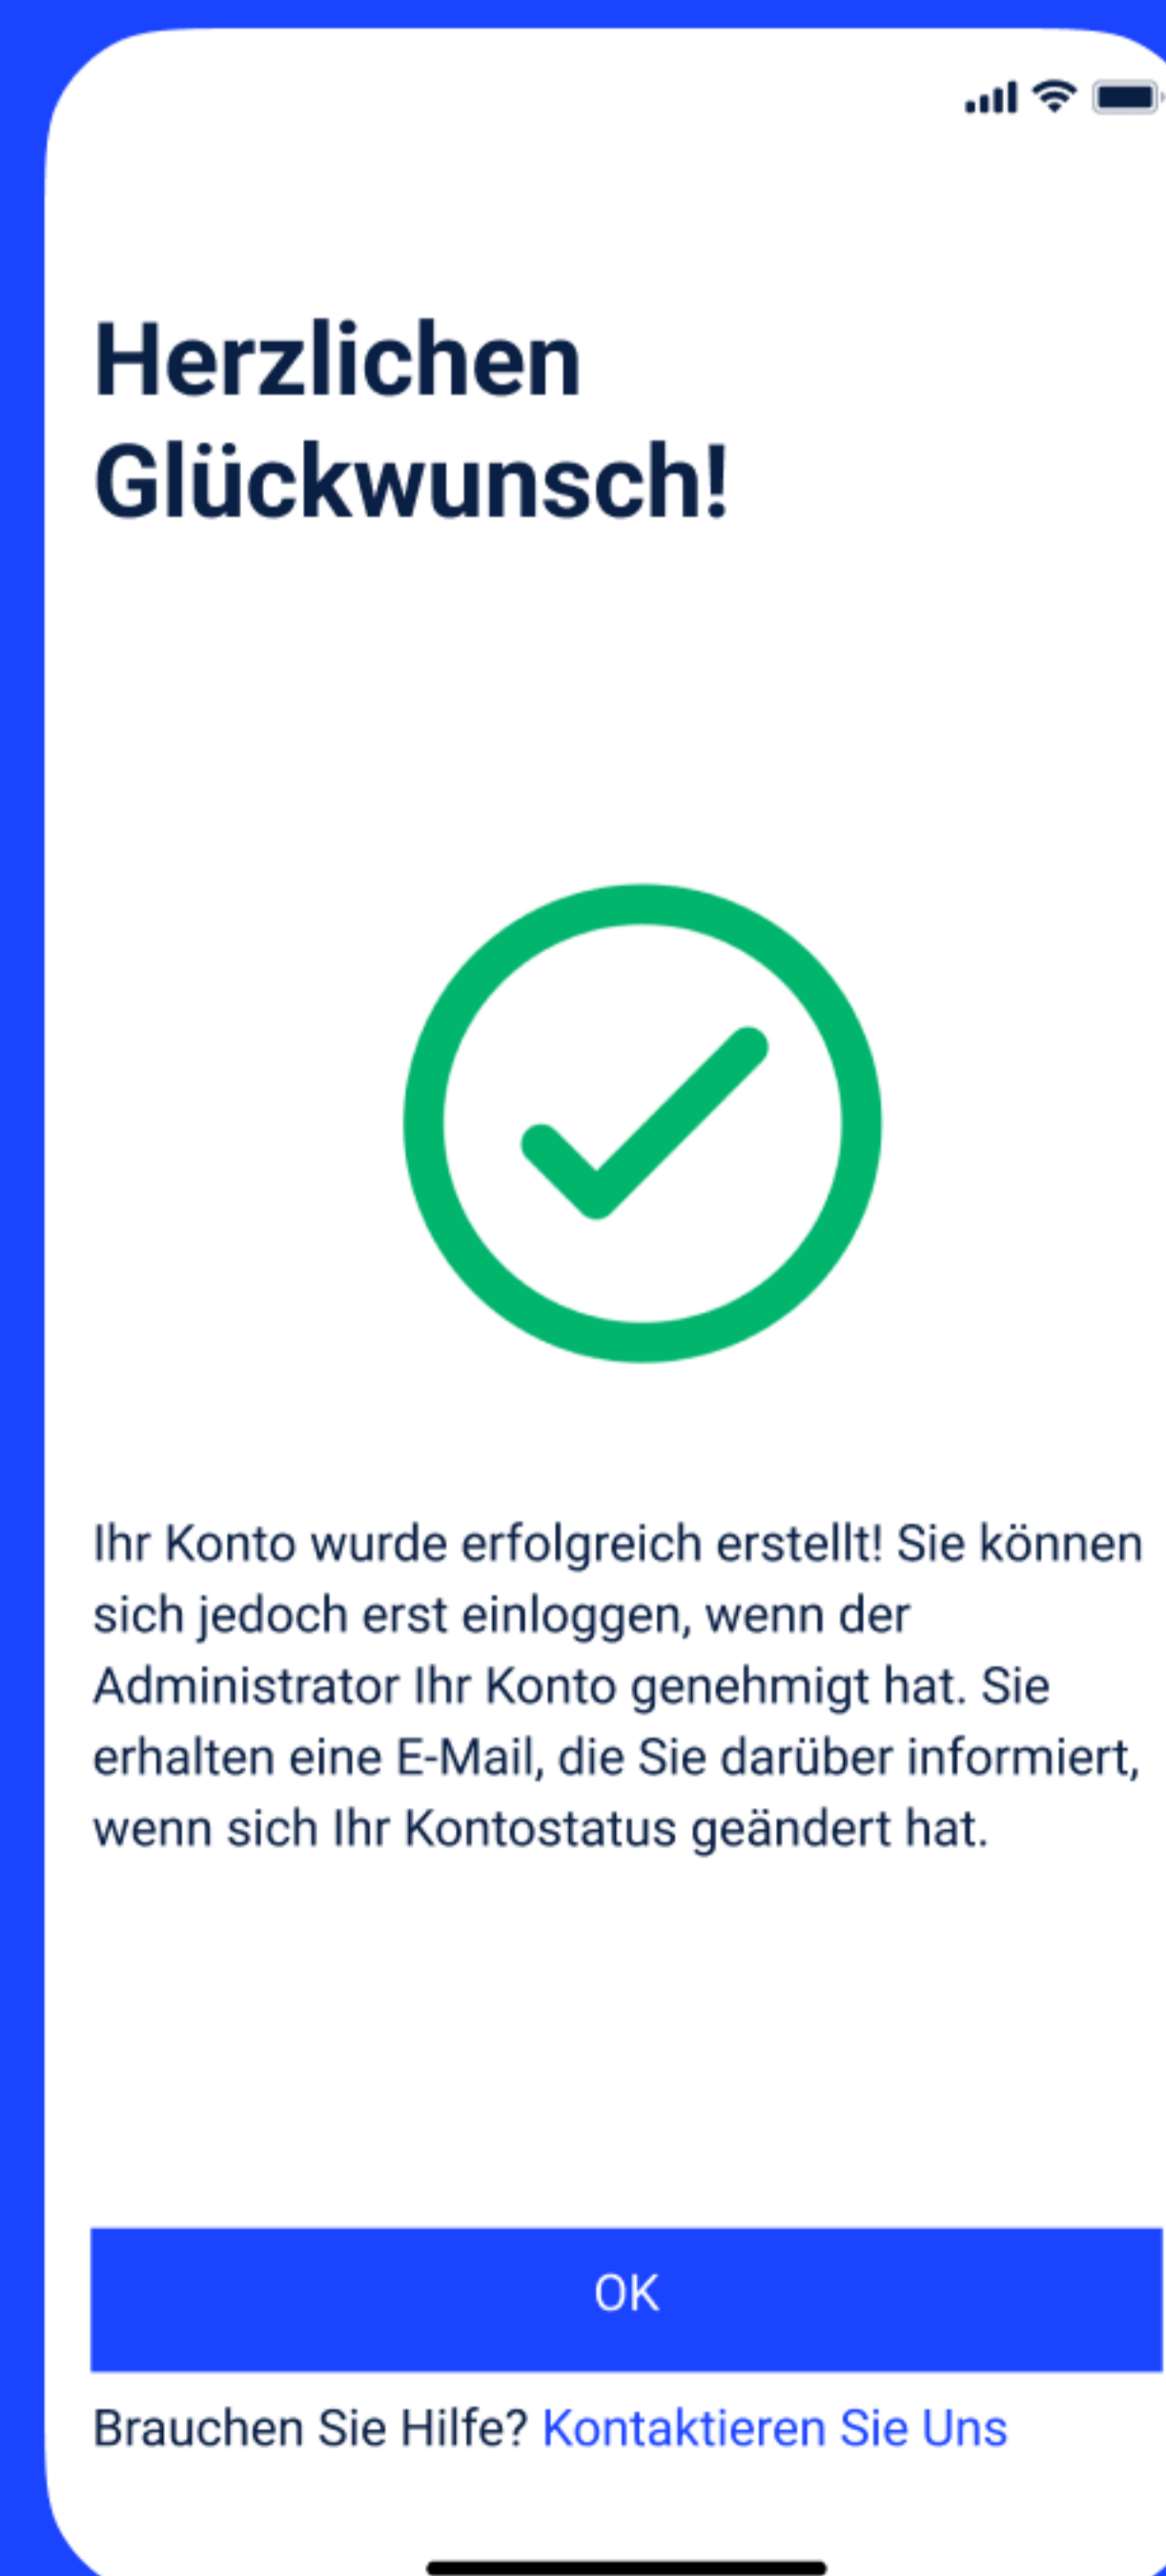 Herzlichen
Glückwunsch!
Ihr Konto wurde erfolgreich erstellt! Sie können
sich jedoch erst einloggen, wenn der
Administrator Ihr Konto genehmigt hat. Sie
erhalten eine E-Mail, die Sie darüber informiert,
wenn sich Ihr Kontostatus geändert hat.
OK
Brauchen Sie Hilfe? Kontaktieren Sie Uns